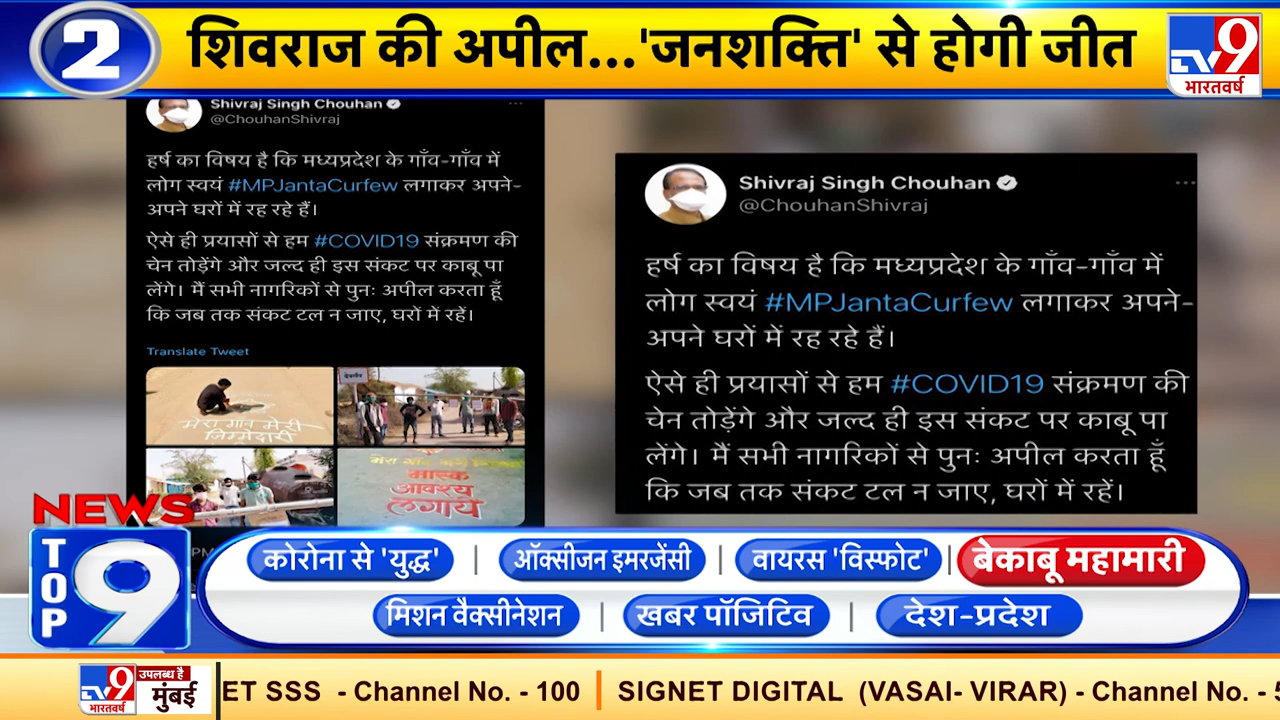 2
शिवराज की अपील...'जनशक्ति' से होगी जीत
TV9
भारतवर्ष
Shivraj Singh Chouhan
@ChouhanShivraj
हर्ष का विषय है कि मध्यप्रदेश के गाँव-गाँव में
लोग स्वयं #MPJantaCurfew लगाकर अपने-
अपने घरों में रह रहे हैं।
ऐसे ही प्रयासों से हम #COVID19 संक्रमण की
चेन तोड़ेंगे और जल्द ही इस संकट पर काबू पा
लेंगे। मैं सभी नागरिकों से पुनः अपील करता हूँ
कि जब तक संकट टल न जाए, घरों में रहें।
Translate Tweet
मेरा गाँव मेरी
जिम्मेदारी
मास्क
आवश्य
लगाये
Shivraj Singh Chouhan
@ChouhanShivraj
हर्ष का विषय है कि मध्यप्रदेश के गाँव-गाँव में
लोग स्वयं #MPJantaCurfew लगाकर अपने-
अपने घरों में रह रहे हैं।
ऐसे ही प्रयासों से हम #COVID19 संक्रमण की
चेन तोड़ेंगे और जल्द ही इस संकट पर काबू पा
लेंगे। मैं सभी नागरिकों से पुनः अपील करता हूँ
कि जब तक संकट टल न जाए, घरों में रहें।
NEWS
TOP
9
कोरोना से 'युद्ध' | ऑक्सीजन इमरजेंसी | वायरस 'विस्फोट' | बेकाबू महामारी
मिशन वैक्सीनेशन | खबर पॉजिटिव | देश-प्रदेश
TV9
भारतवर्ष
उपलब्ध है
मुंबई
ET SSS - Channel No. - 100 | SIGNET DIGITAL (VASAI- VIRAR) - Channel No. - 5